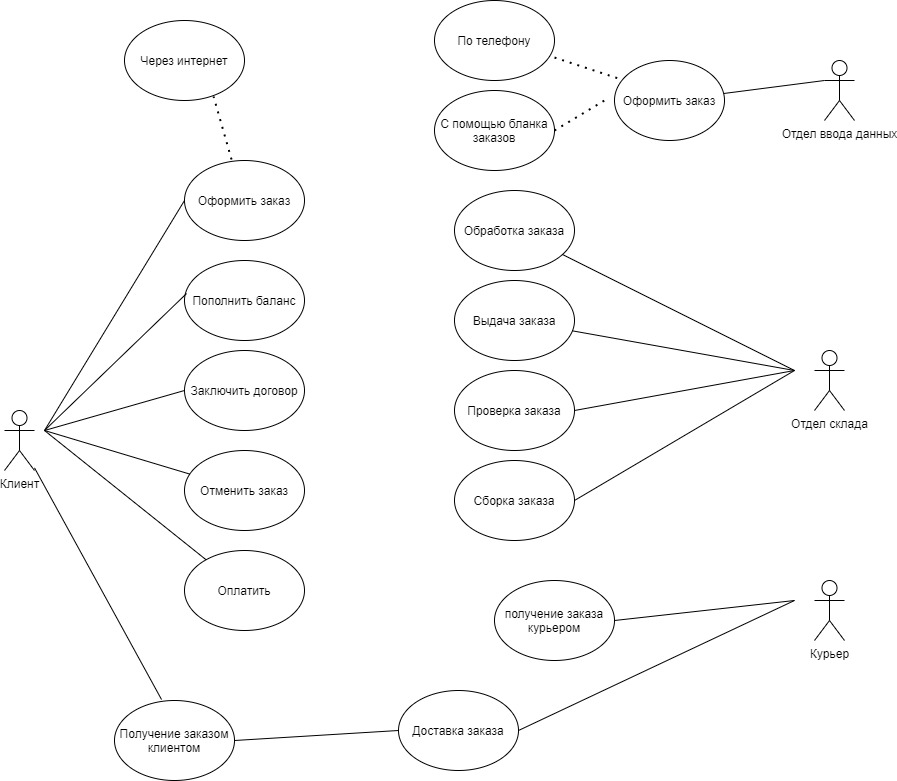 По телефону
Через интернет
Оформить заказ
С помощью бланка
заказов
Отдел ввода данных
Оформить заказ
Обработка заказа
Пополнить баланс
Выдача заказа
Заключить договор
Проверка заказа
Отдел склада
Клиент
Отменить заказ
Сборка заказа
Оплатить
получение заказа
курьером
Курьер
Получение заказом
клиентом
Доставка заказа